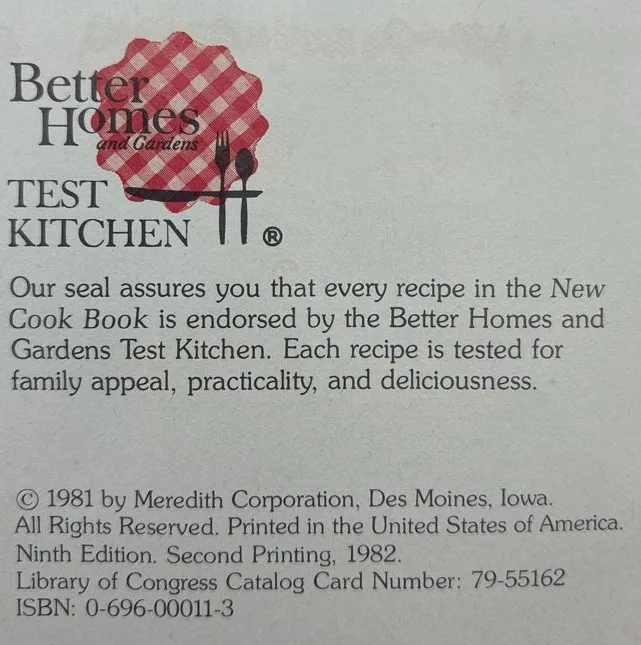 Better
Homes
and Gardens
TEST
KITCHEN ®
Our seal assures you that every recipe in the New
Cook Book is endorsed by the Better Homes and
Gardens Test Kitchen. Each recipe is tested for
family appeal, practicality, and deliciousness.
© 1981 by Meredith Corporation, Des Moines, Iowa.
All Rights Reserved. Printed in the United States of America.
Ninth Edition. Second Printing, 1982.
Library of Congress Catalog Card Number: 79-55162
ISBN: 0-696-00011-3